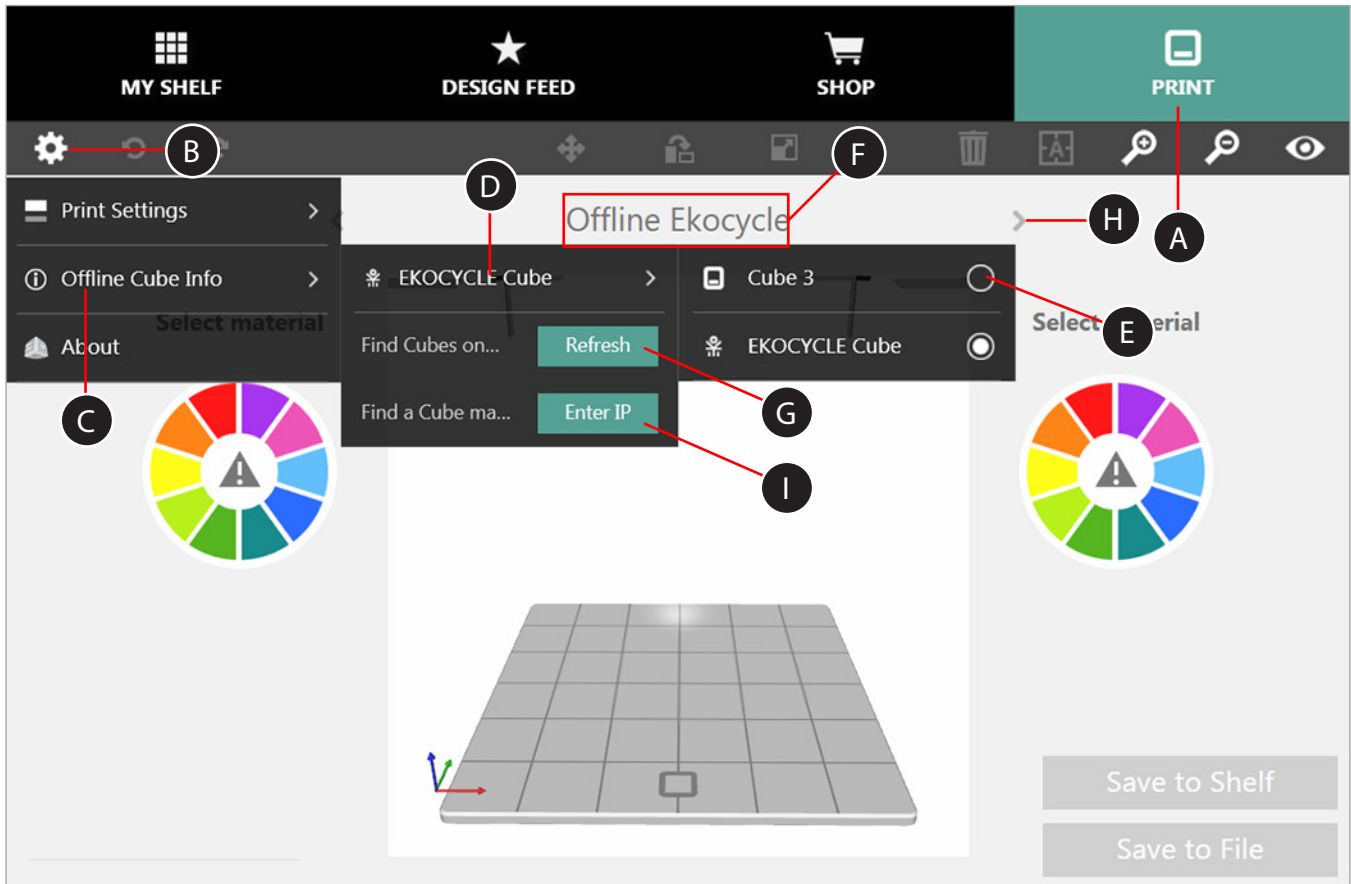 MY SHELF
DESIGN FEED
SHOP
PRINT
B
F
A
D
Print Settings
Offline Ekocycle
H
A
Offline Cube Info
EKOCYCLE Cube
Cube 3
Select material
Select erial
E
About
Find Cubes on...
Refresh
EKOCYCLE Cube
C
Find a Cube ma...
Enter IP
G
I
Save to Shelf
Save to File